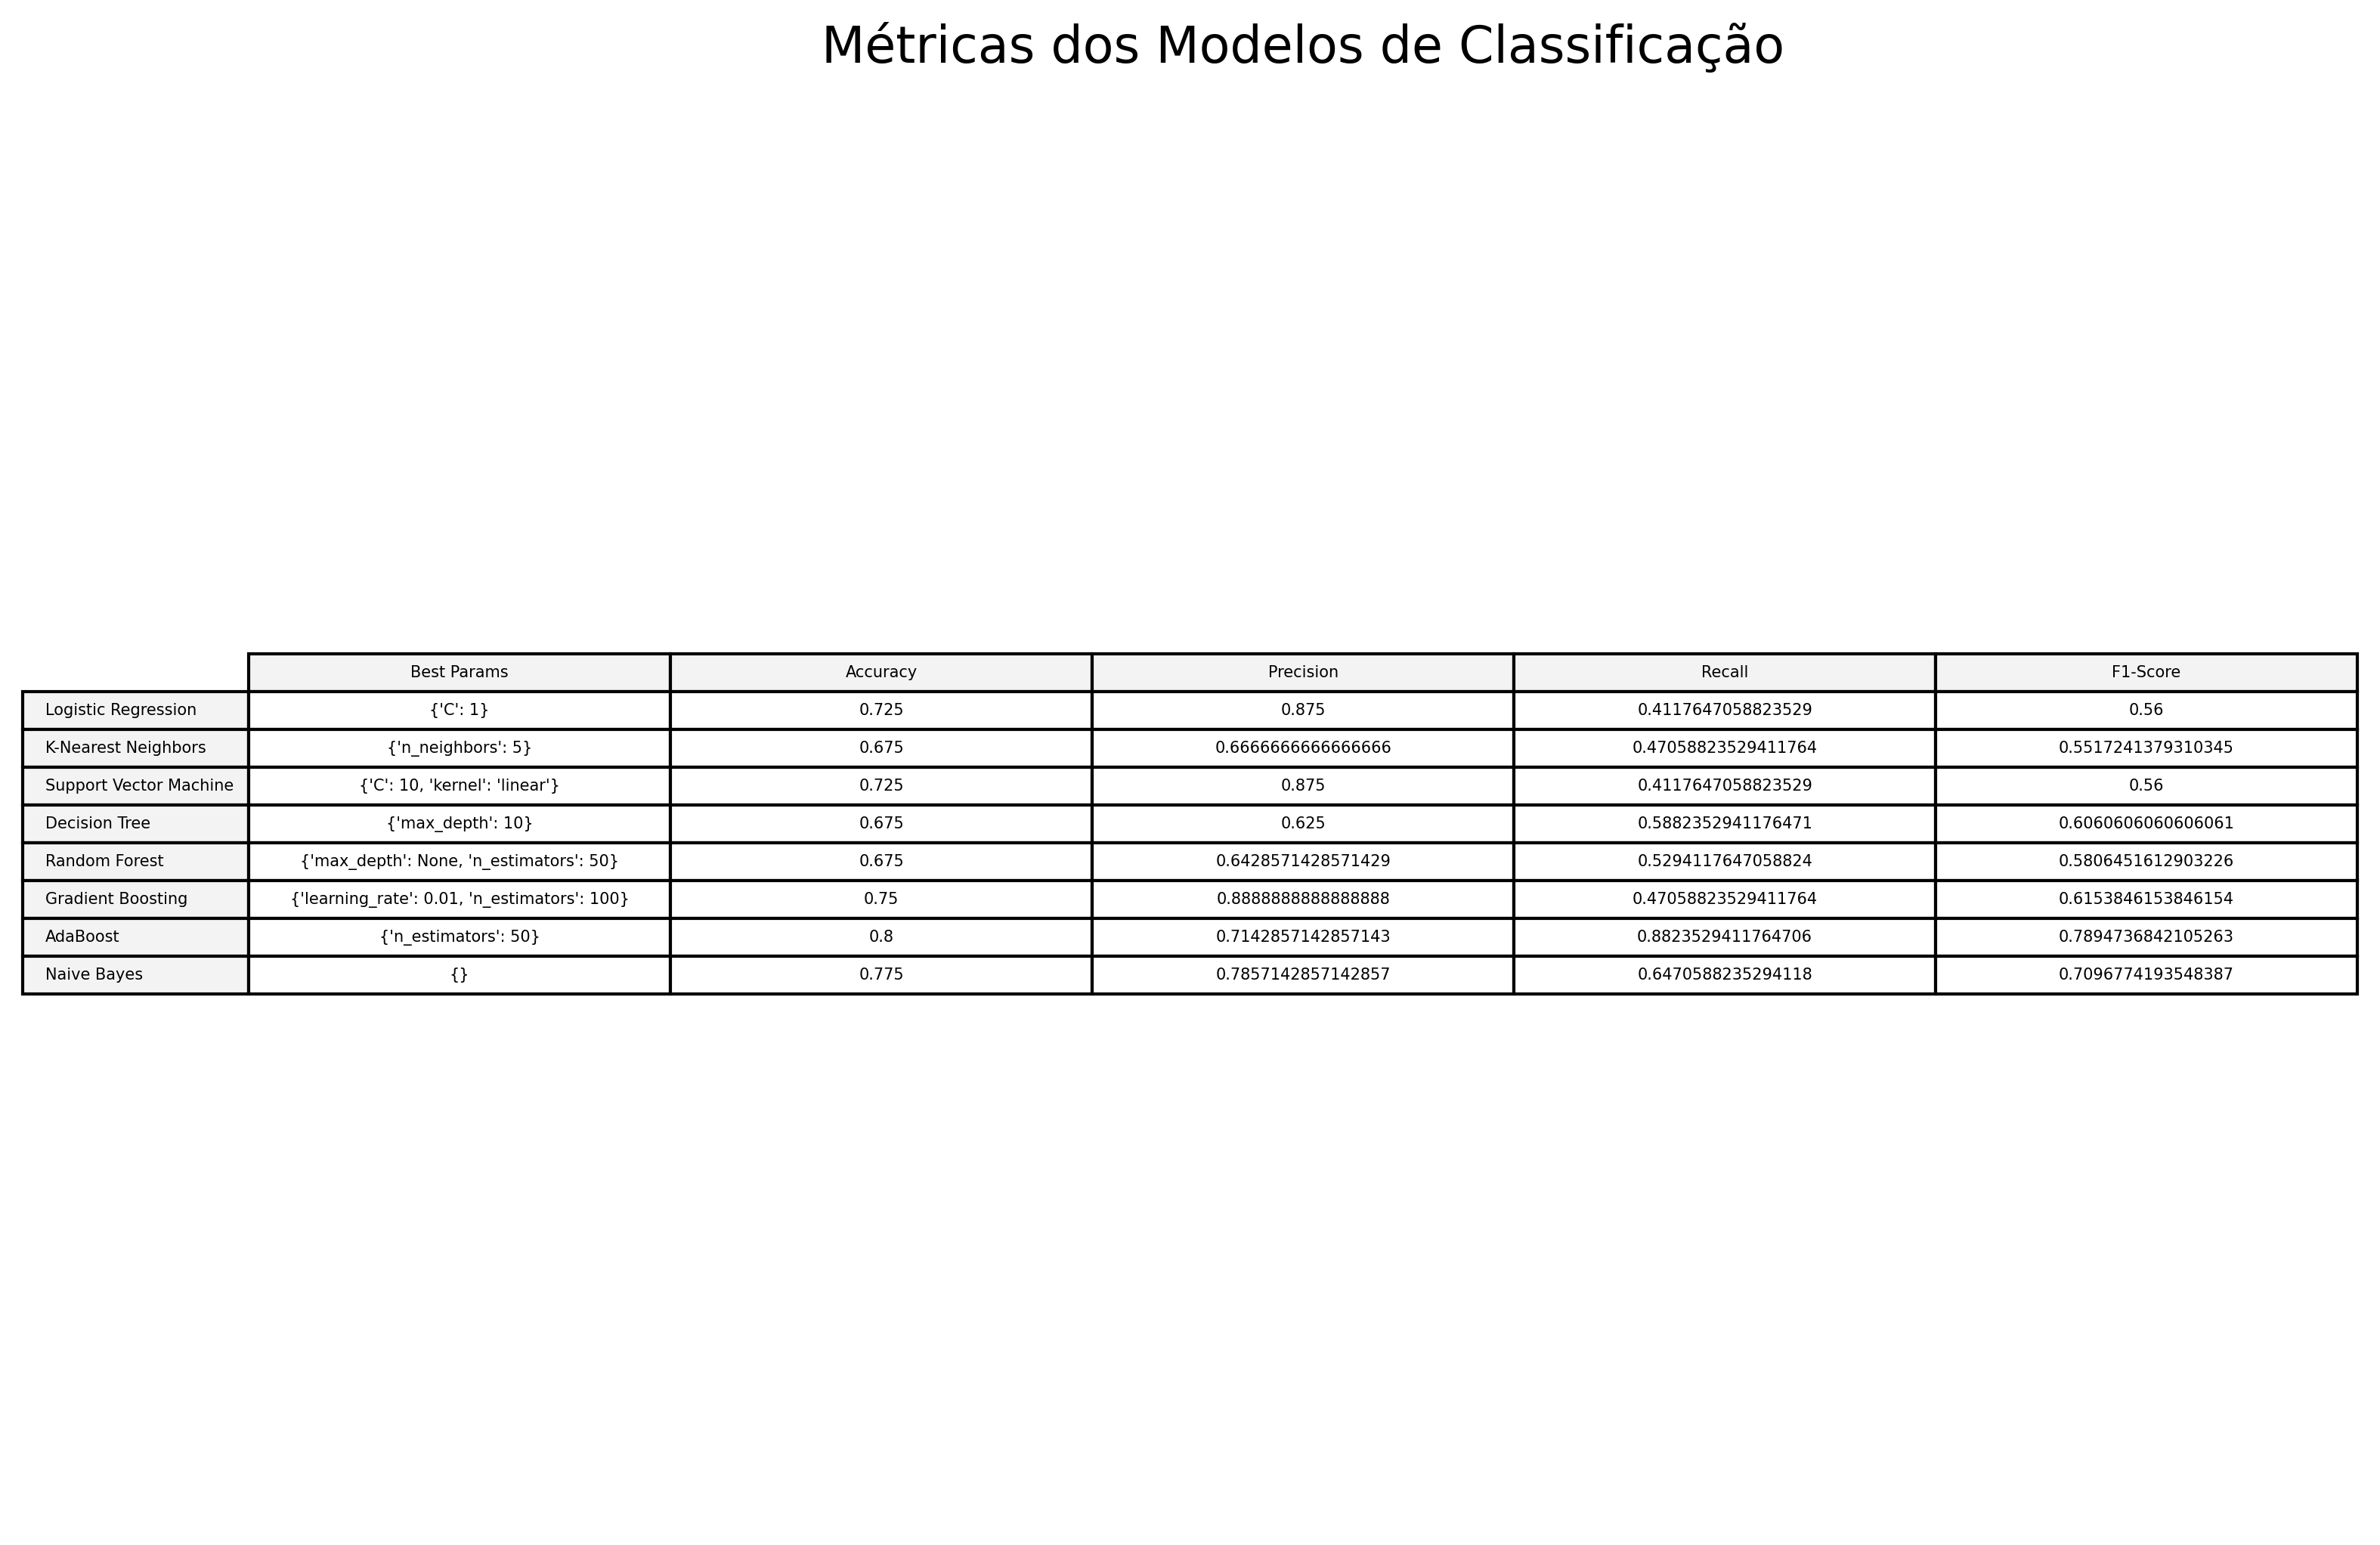 Métricas dos Modelos de Classificação
Best Params Accuracy Precision Recall F1-Score
Logistic Regression {'C': 1} 0.725 0.875 0.4117647058823529 0.56
K-Nearest Neighbors {'n_neighbors': 5} 0.675 0.6666666666666666 0.47058823529411764 0.5517241379310345
Support Vector Machine {'C': 10, 'kernel': 'linear'} 0.725 0.875 0.4117647058823529 0.56
Decision Tree {'max_depth': 10} 0.675 0.625 0.5882352941176471 0.6060606060606061
Random Forest {'max_depth': None, 'n_estimators': 50} 0.675 0.6428571428571429 0.5294117647058824 0.5806451612903226
Gradient Boosting {'learning_rate': 0.01, 'n_estimators': 100} 0.75 0.8888888888888888 0.47058823529411764 0.6153846153846154
AdaBoost {'n_estimators': 50} 0.8 0.7142857142857143 0.8823529411764706 0.7894736842105263
Naive Bayes {} 0.775 0.7857142857142857 0.6470588235294118 0.7096774193548387